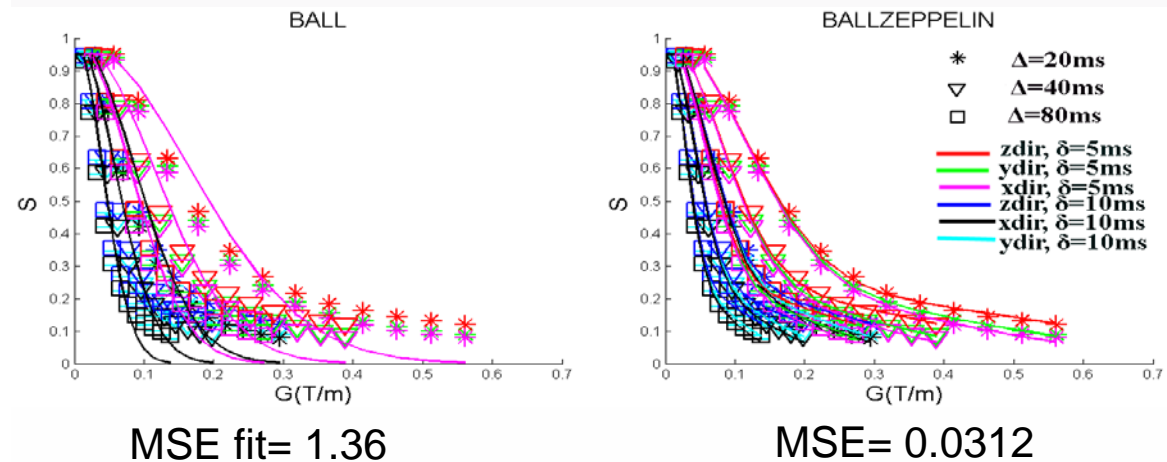 BALL
1
0.9
0.8
0.7
0.6
0.5
0.4
0.3
0.2
0.1
0
S
0 0.1 0.2 0.3 0.4 0.5 0.6 0.7
G(T/m)
MSE fit= 1.36
BALLZEPPELIN
1
0.9
0.8
0.7
0.6
0.5
0.4
0.3
0.2
0.1
0
S
Δ=20ms
Δ=40ms
Δ=80ms
zdir, δ=5ms
ydir, δ=5ms
xdir, δ=5ms
zdir, δ=10ms
xdir, δ=10ms
ydir, δ=10ms
0 0.1 0.2 0.3 0.4 0.5 0.6 0.7
G(T/m)
MSE= 0.0312